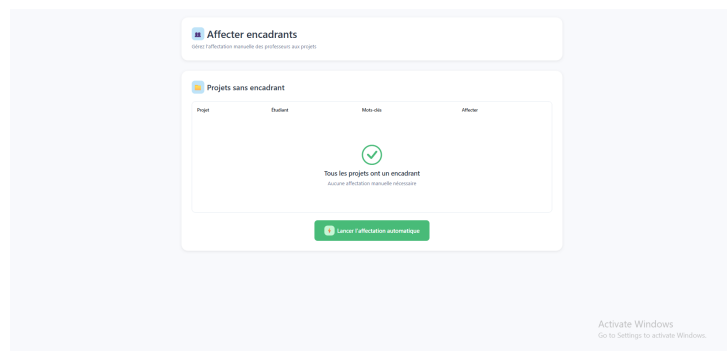 Affecter encadrants
Gérez l'affectation manuelle des professeurs aux projets
Projets sans encadrant
Projet Étudiant Mots-clés Affecter
Tous les projets ont un encadrant
Aucune affectation manuelle nécessaire
Lancer l'affectation automatique
Activate Windows
Go to Settings to activate Windows.